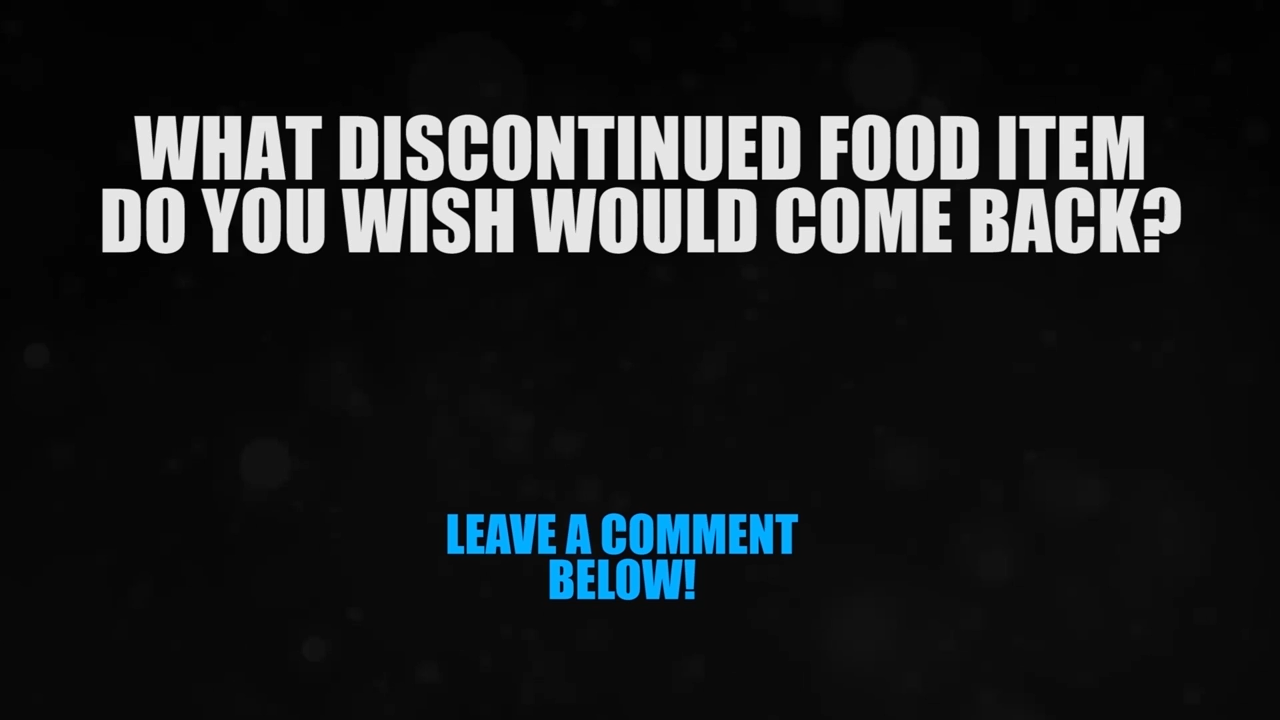 WHAT DISCONTINUED FOOD ITEM
DO YOU WISH WOULD COME BACK?
LEAVE A COMMENT
BELOW!